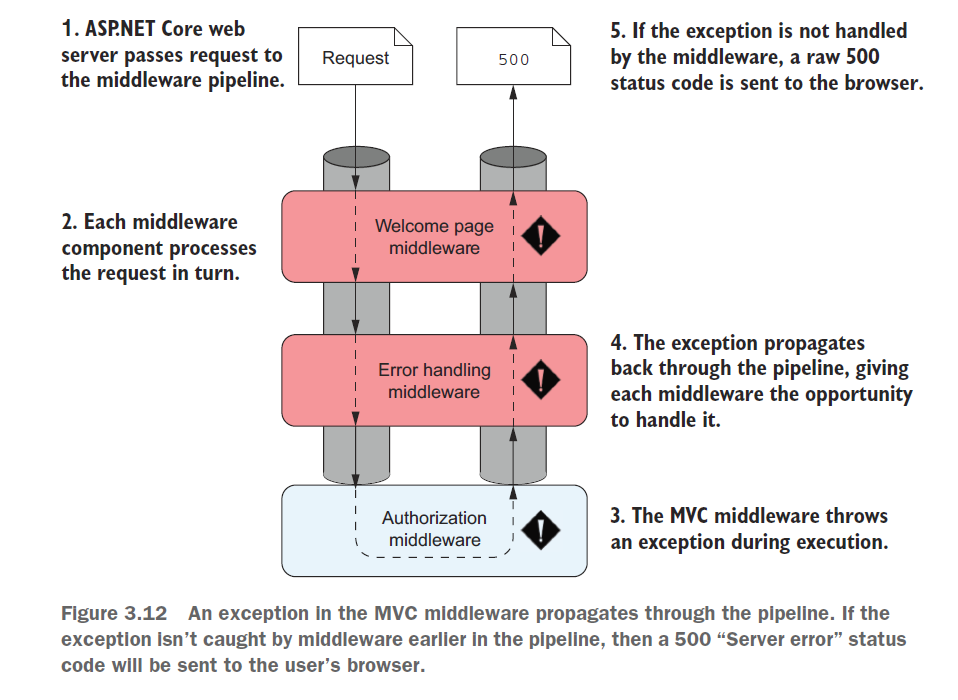 1. ASP.NET Core web
server passes request to
the middleware pipeline.
Request
500
5. If the exception is not handled
by the middleware, a raw 500
status code is sent to the browser.
2. Each middleware
component processes
the request in turn.
Welcome page
middleware
!
Error handling
middleware
!
4. The exception propagates
back through the pipeline, giving
each middleware the opportunity
to handle it.
Authorization
middleware
!
3. The MVC middleware throws
an exception during execution.
Figure 3.12 An exception in the MVC middleware propagates through the pipeline. If the
exception isn’t caught by middleware earlier in the pipeline, then a 500 “Server error” status
code will be sent to the user’s browser.